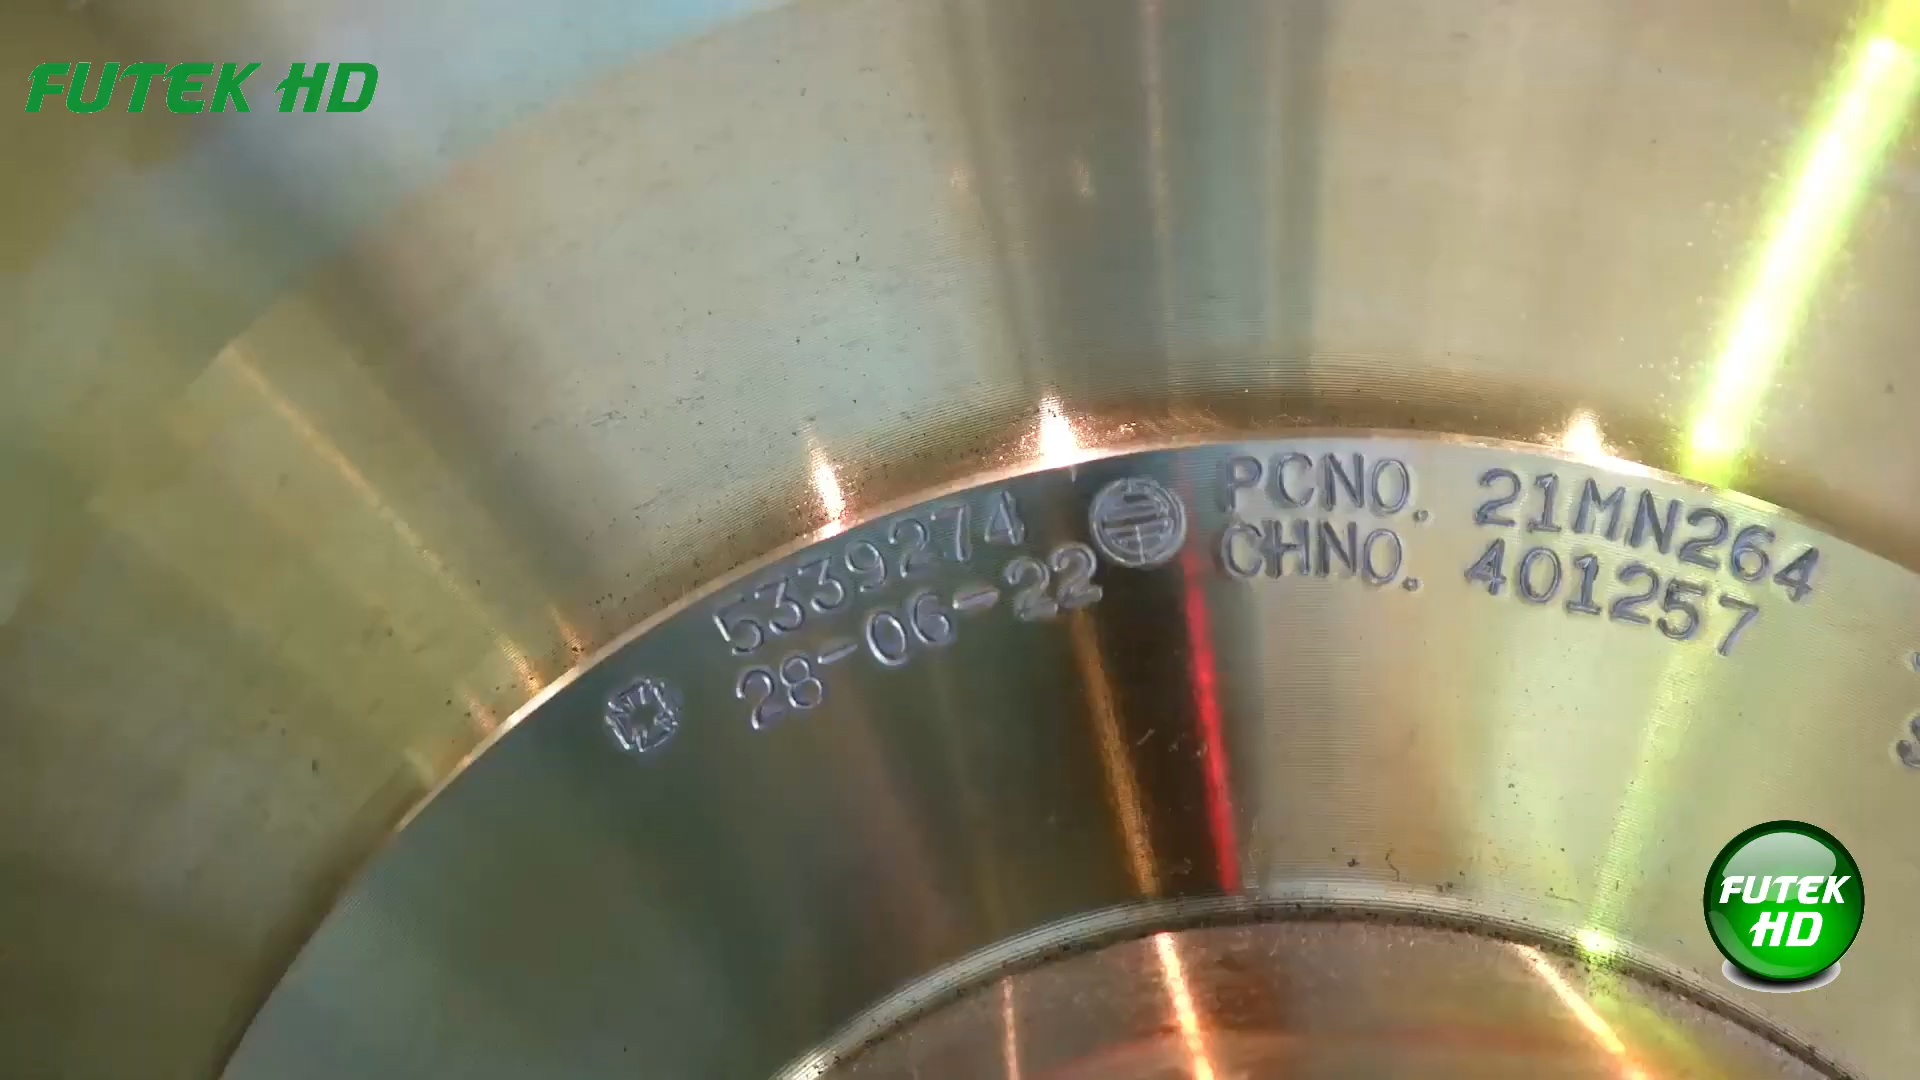 FUTEK HD
5339274
28-06-22
PCNO. 21MN264
CHNO. 401257
FUTEK
HD